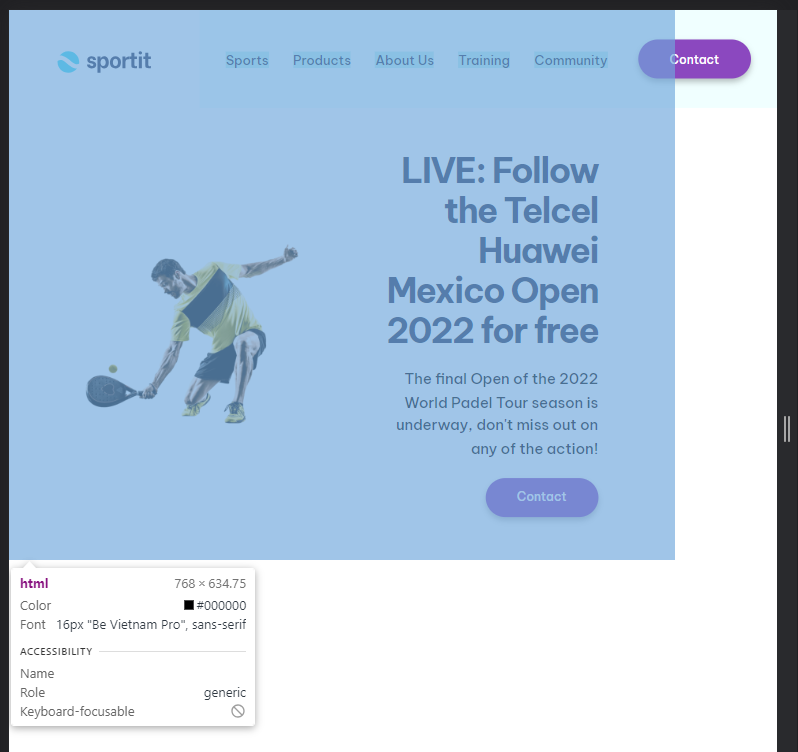 sportit
Sports Products About Us Training Community Contact
LIVE: Follow
the Telcel
Huawei
Mexico Open
2022 for free
The final Open of the 2022
World Padel Tour season is
underway, don't miss out on
any of the action!
Contact
html 768 × 634.75
Color #000000
Font 16px "Be Vietnam Pro", sans-serif
ACCESSIBILITY
Name
Role generic
Keyboard-focusable